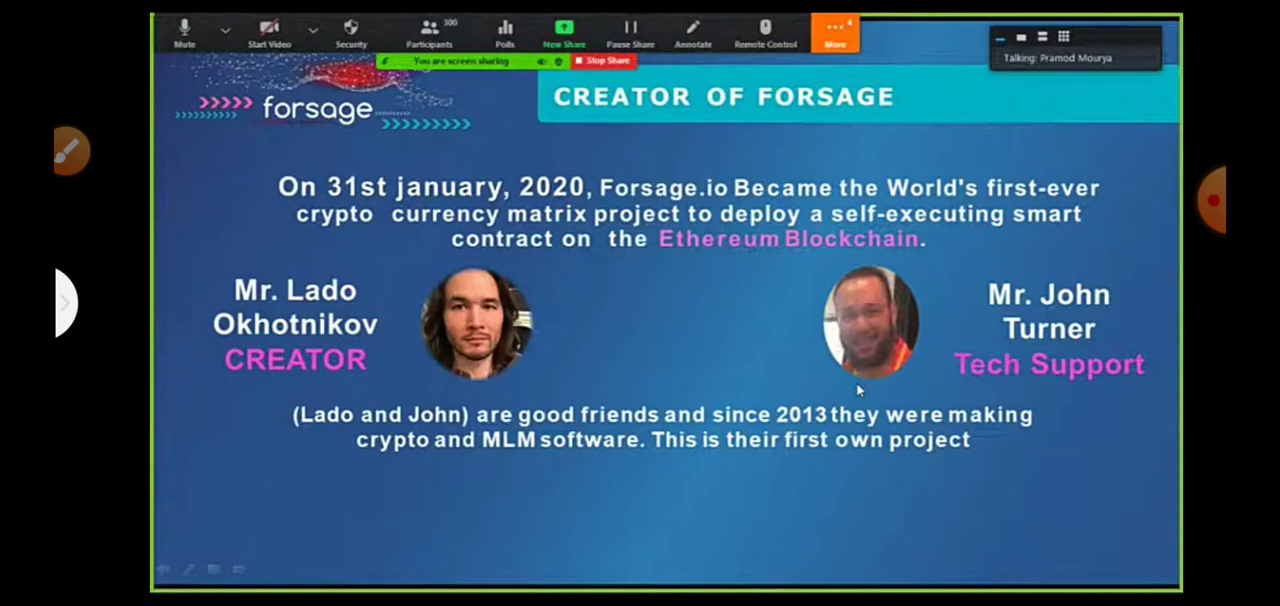 300
4
Mute
Start Video
Security
Participants
Polls
New Share
Pause Share
Annotate
Remote Control
More
You are screen sharing
Stop Share
Talking: Pramod Mourya
forsage
CREATOR OF FORSAGE
On 31st january, 2020, Forsage.io Became the World's first-ever
crypto currency matrix project to deploy a self-executing smart
contract on the Ethereum Blockchain.
Mr. Lado
Okhotnikov
CREATOR
Mr. John
Turner
Tech Support
(Lado and John) are good friends and since 2013 they were making
crypto and MLM software. This is their first own project